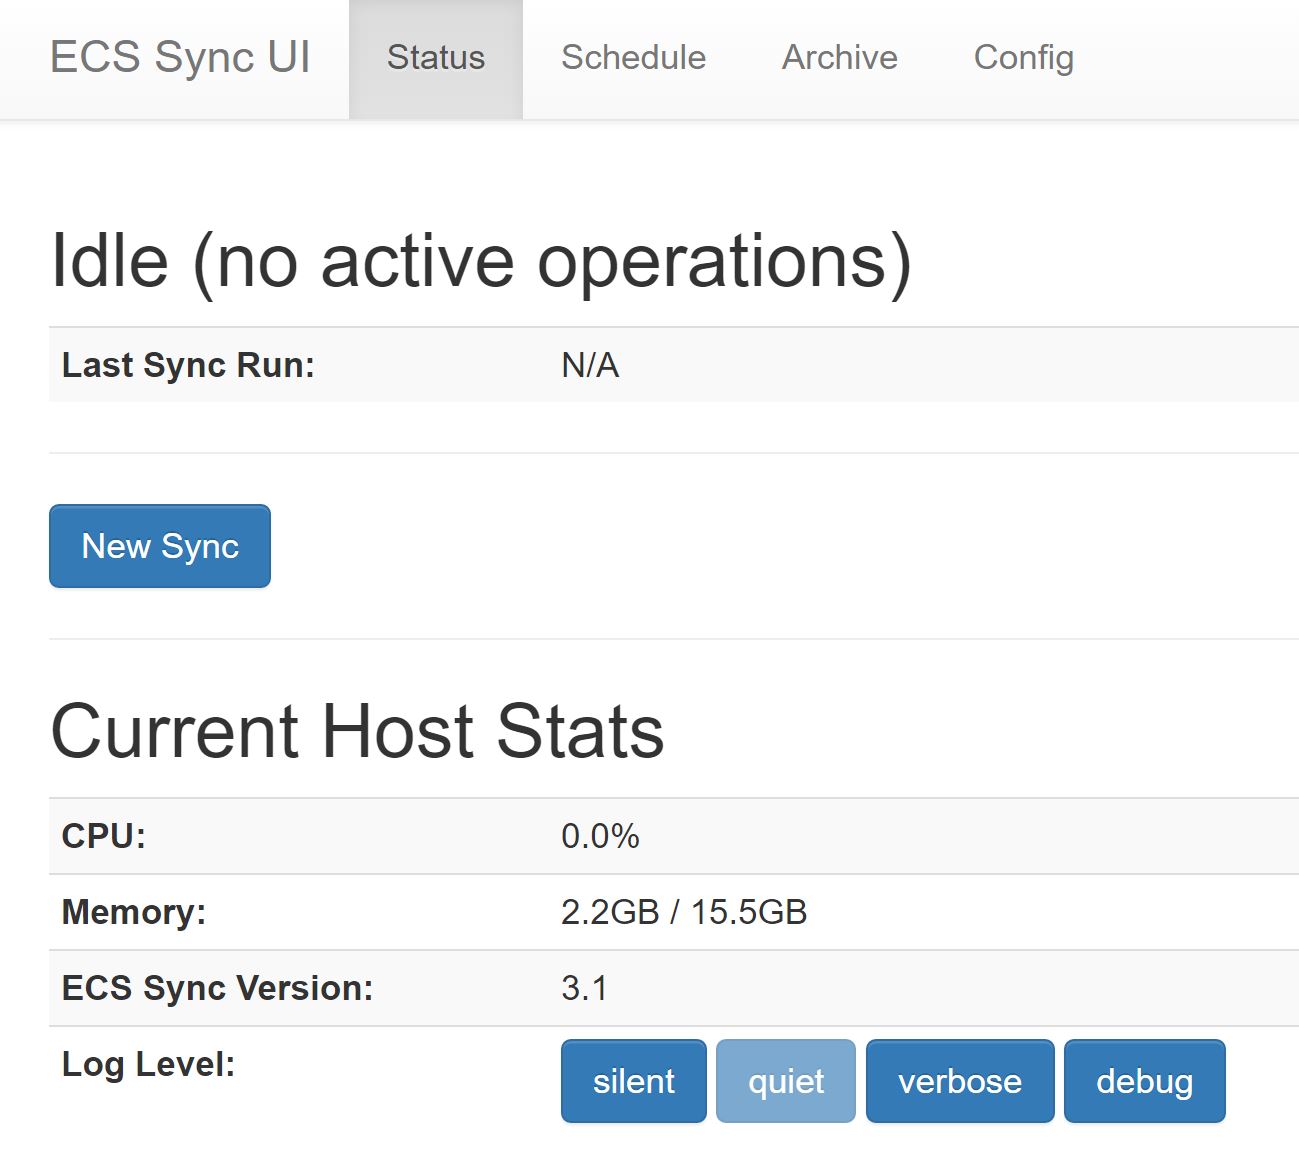 ECS Sync UI Status Schedule Archive Config
Idle (no active operations)
Last Sync Run: N/A
New Sync
Current Host Stats
CPU: 0.0%
Memory: 2.2GB / 15.5GB
ECS Sync Version: 3.1
Log Level: silent quiet verbose debug